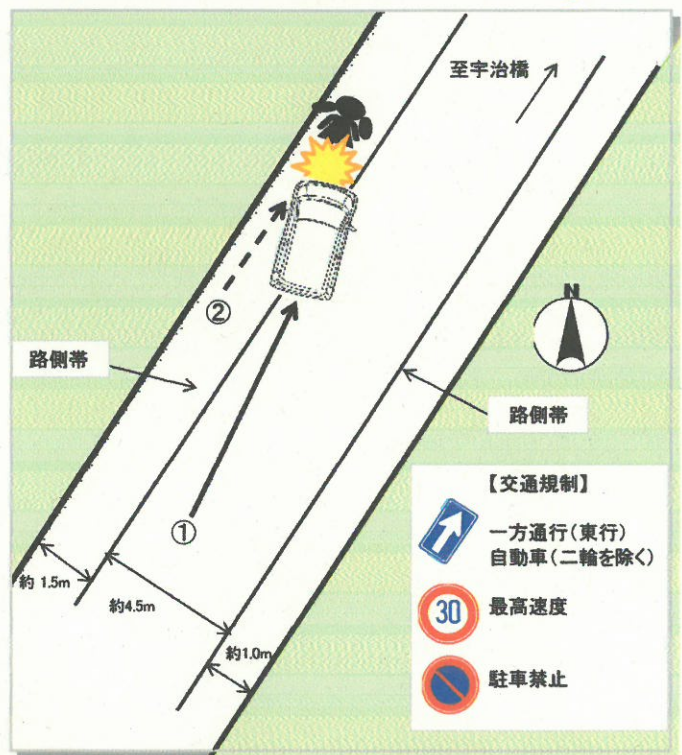 至宇治橋
N
②
路側帯
路側帯
①
約 1.5m
約4.5m
約1.0m
【交通規制】
一方通行(東行)
自動車(二輪を除く)
30
最高速度
駐車禁止